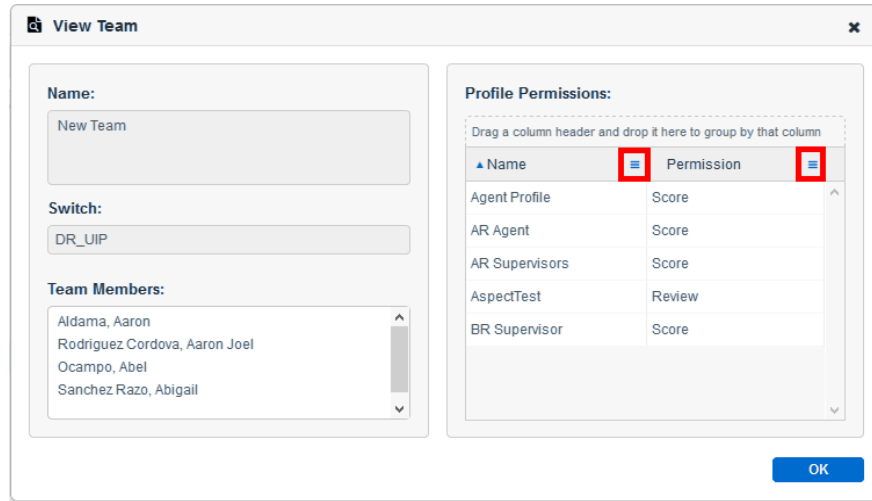 View Team
Name:
New Team
Switch:
DR_UIP
Team Members:
Aldama, Aaron
Rodriguez Cordova, Aaron Joel
Ocampo, Abel
Sanchez Razo, Abigail
Profile Permissions:
Drag a column header and drop it here to group by that column
Name Permission
Agent Profile Score
AR Agent Score
AR Supervisors Score
AspectTest Review
BR Supervisor Score
OK